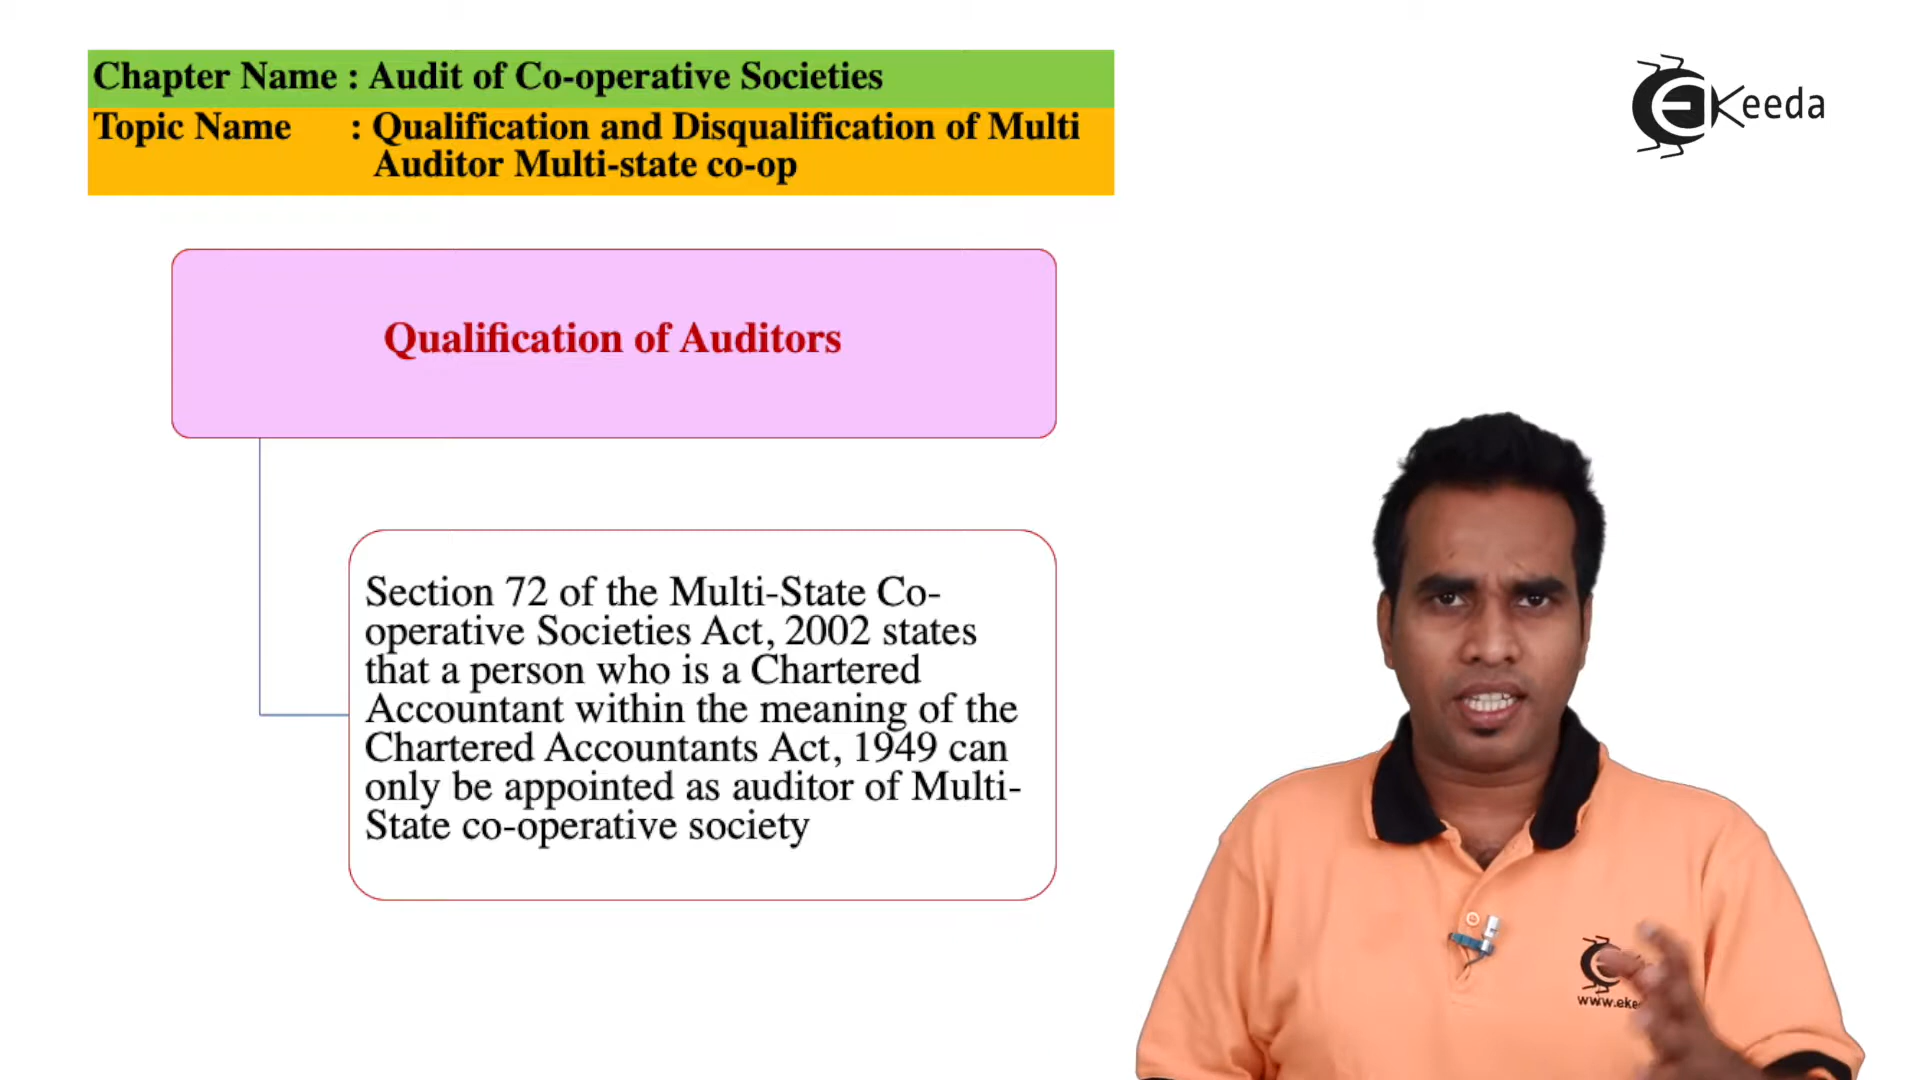 Chapter Name : Audit of Co-operative Societies
Topic Name : Qualification and Disqualification of Multi
Auditor Multi-state co-op
eKeeda
Qualification of Auditors
Section 72 of the Multi-State Co-
operative Societies Act, 2002 states
that a person who is a Chartered
Accountant within the meaning of the
Chartered Accountants Act, 1949 can
only be appointed as auditor of Multi-
State co-operative society